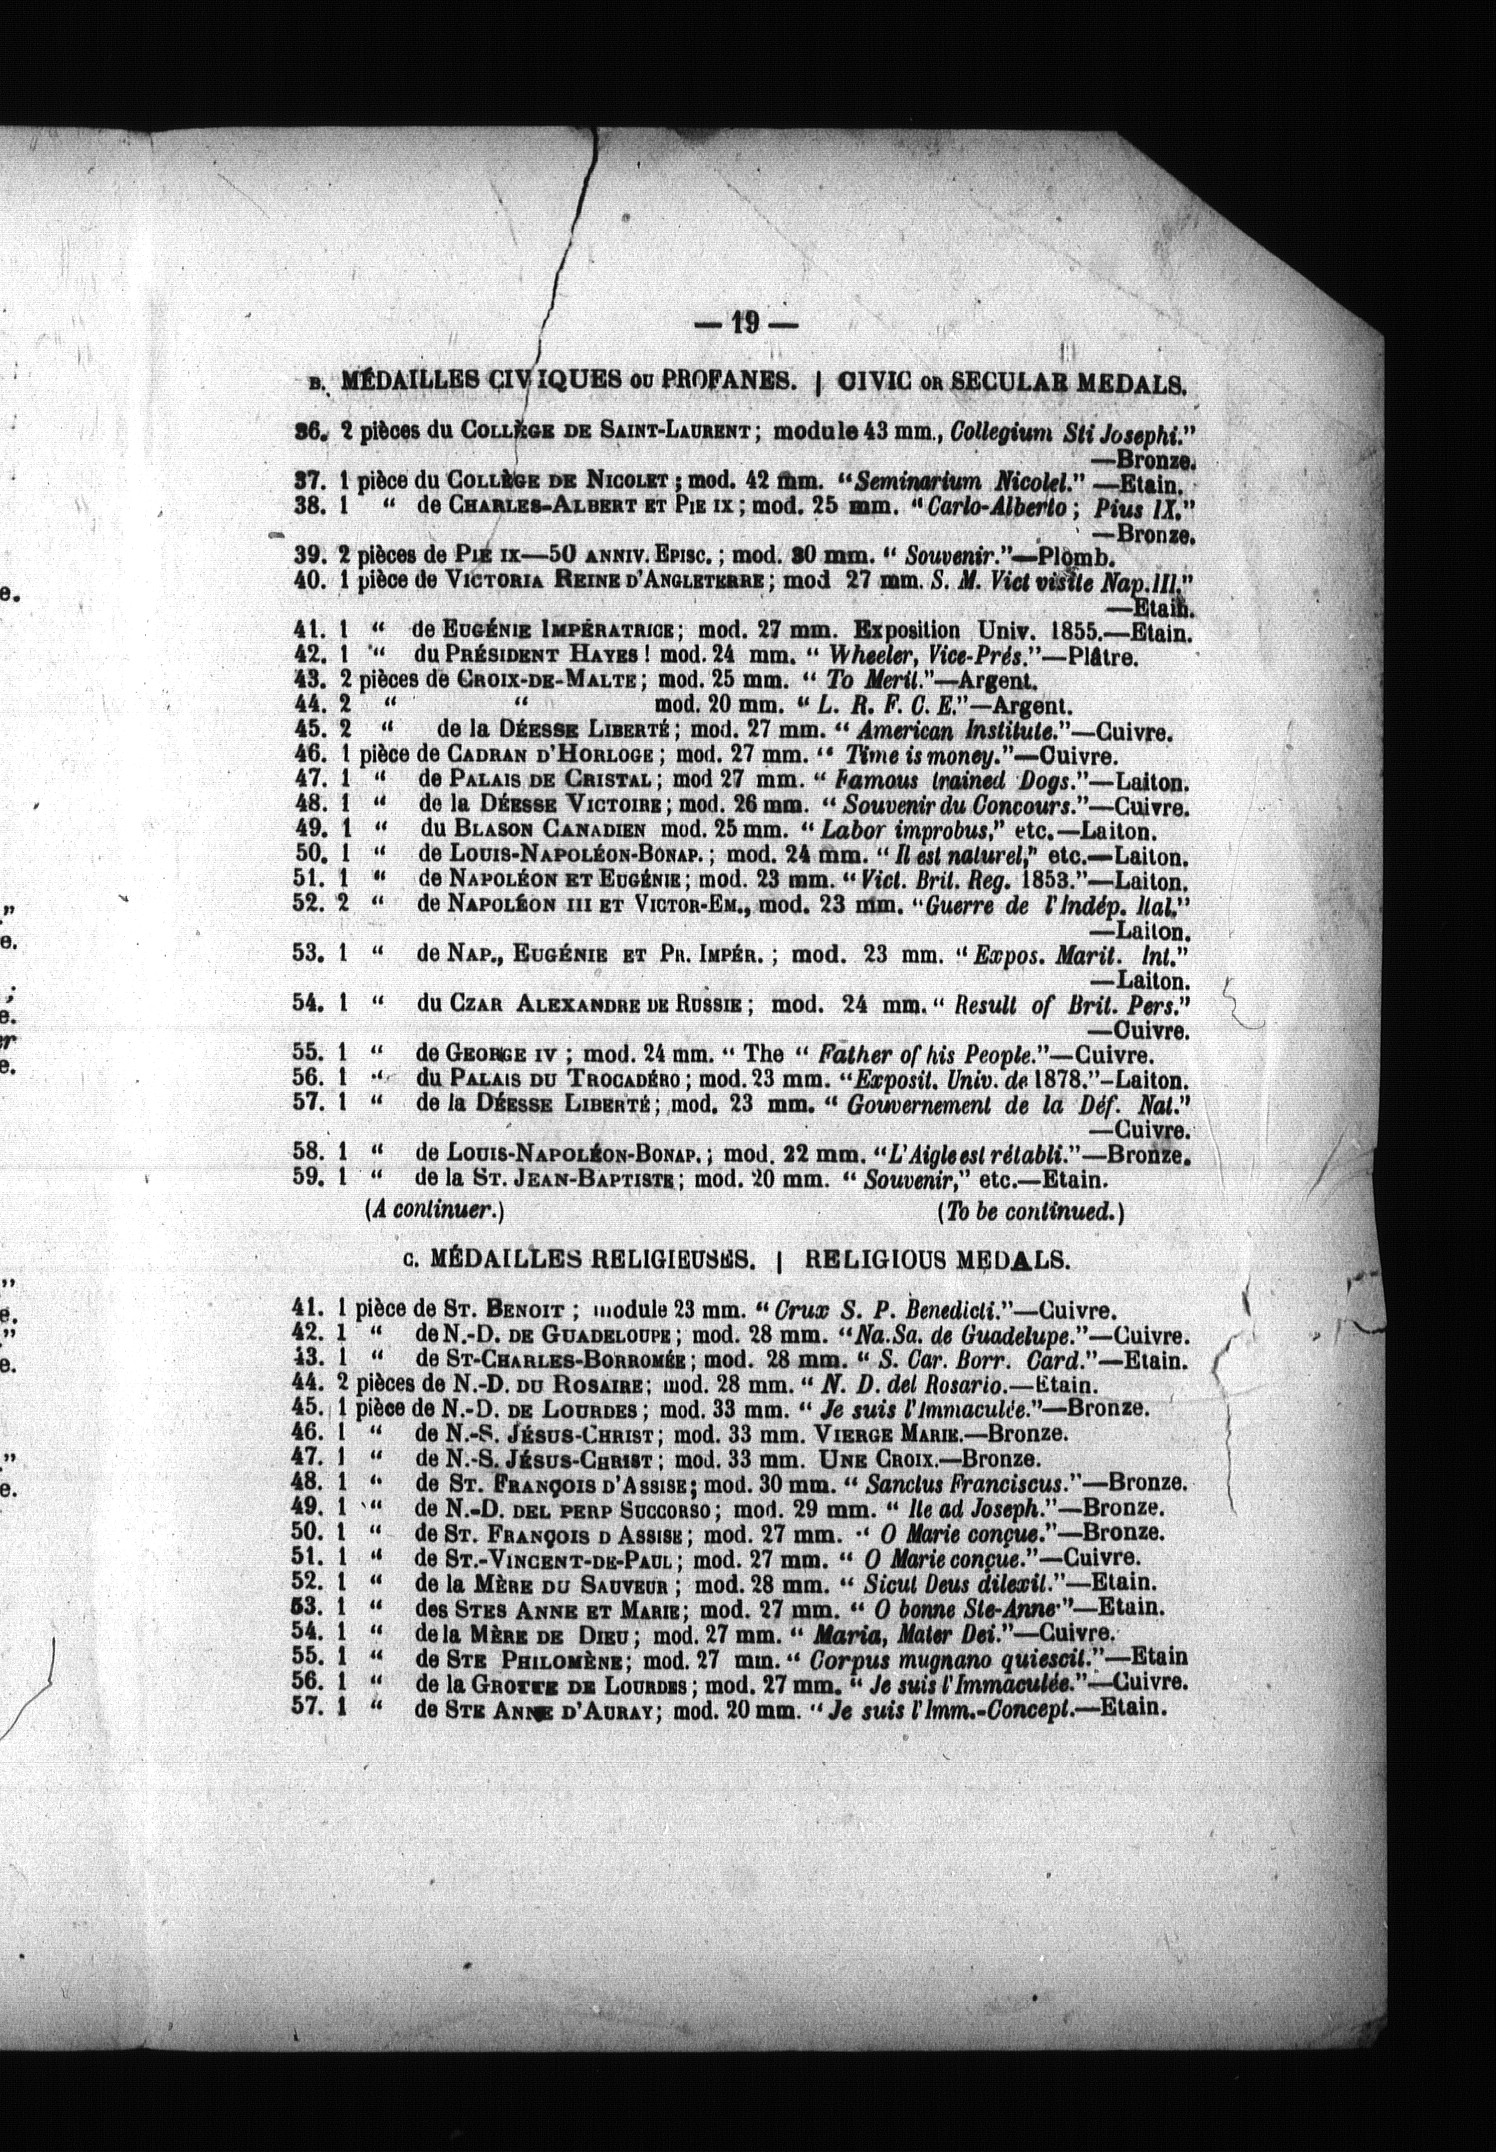 — 19 —
B. MÉDAILLES CIVIQUES OU PROFANES. | CIVIC OR SECULAR MEDALS.
36. 2 pièces du COLLÈGE DE SAINT-LAURENT; module 43 mm., Collegium Sti Josephi."
—Bronze.
37. 1 pièce du COLLÈGE DE NICOLET; mod. 42 mm. "Seminarium Nicolel."—Etain.
38. 1 " de CHARLES-ALBERT ET PIE IX; mod. 25 mm. "Carlo-Alberto; Pius IX."
—Bronze.
39. 2 pièces de PIE IX—50 ANNIV. EPISC.; mod. 30 mm. "Souvenir."—Plomb.
40. 1 pièce de VICTORIA REINE D'ANGLETERRE; mod 27 mm. S. M. Vict visite Nap. III."
—Etain.
41. 1 " de EUGÉNIE IMPÉRATRICE; mod. 27 mm. Exposition Univ. 1855.—Etain.
42. 1 " du PRÉSIDENT HAYES! mod. 24 mm. "Wheeler, Vice-Prés."—Plâtre.
43. 2 pièces de CROIX-DE-MALTE; mod. 25 mm. "To Merit."—Argent.
44. 2 " " mod. 20 mm. "L. R. F. C. E."—Argent.
45. 2 " de la DÉESSE LIBERTÉ; mod. 27 mm. "American Institute."—Cuivre.
46. 1 pièce de CADRAN D'HORLOGE; mod. 27 mm. "Time is money."—Cuivre.
47. 1 " de PALAIS DE CRISTAL; mod 27 mm. "Famous trained Dogs."—Laiton.
48. 1 " de la DÉESSE VICTOIRE; mod. 26 mm. "Souvenir du Concours."—Cuivre.
49. 1 " du BLASON CANADIEN mod. 25 mm. "Labor improbus," etc.—Laiton.
50. 1 " de LOUIS-NAPOLÉON-BONAP.; mod. 24 mm. "Il est naturel," etc.—Laiton.
51. 1 " de NAPOLÉON ET EUGÉNIE; mod. 23 mm. "Vict. Brit. Reg. 1853."—Laiton.
52. 2 " de NAPOLÉON III ET VICTOR-EM., mod. 23 mm. "Guerre de l'Indép. Ital."
—Laiton.
53. 1 " de NAP., EUGÉNIE ET PR. IMPÉR.; mod. 23 mm. "Expos. Marit. Int."
—Laiton.
54. 1 " du CZAR ALEXANDRE DE RUSSIE; mod. 24 mm. "Result of Brit. Pers."
—Cuivre.
55. 1 " de GEORGE IV; mod. 24 mm. "The "Father of his People."—Cuivre.
56. 1 " du PALAIS DU TROCADÉRO; mod. 23 mm. "Exposit. Univ. de 1878."—Laiton.
57. 1 " de la DÉESSE LIBERTÉ; mod. 23 mm. "Gouvernement de la Déf. Nat."
—Cuivre.
58. 1 " de LOUIS-NAPOLÉON-BONAP.; mod. 22 mm. "L'Aigle est rétabli."—Bronze.
59. 1 " de la ST. JEAN-BAPTISTE; mod. 20 mm. "Souvenir," etc.—Etain.
(A continuer.) (To be continued.)
C. MÉDAILLES RELIGIEUSES. | RELIGIOUS MEDALS.
41. 1 pièce de ST. BENOIT; module 23 mm. "Crux S. P. Benedicti."—Cuivre.
42. 1 " de N.-D. DE GUADELOUPE; mod. 28 mm. "Na. Sa. de Guadelupe."—Cuivre.
43. 1 " de ST-CHARLES-BORROMÉE; mod. 28 mm. "S. Car. Borr. Card."—Etain.
44. 2 pièces de N.-D. DU ROSAIRE; mod. 28 mm. "N. D. del Rosario.—Etain.
45. 1 pièce de N.-D. DE LOURDES; mod. 33 mm. "Je suis l'Immaculée."—Bronze.
46. 1 " de N.-S. JÉSUS-CHRIST; mod. 33 mm. VIERGE MARIE.—Bronze.
47. 1 " de N.-S. JÉSUS-CHRIST; mod. 33 mm. UNE CROIX.—Bronze.
48. 1 " de ST. FRANÇOIS D'ASSISE; mod. 30 mm. "Sanctus Franciscus."—Bronze.
49. 1 " de N.-D. DEL PERP SUCCORSO; mod. 29 mm. "Ite ad Joseph."—Bronze.
50. 1 " de ST. FRANÇOIS D ASSISE; mod. 27 mm. "O Marie conçue."—Bronze.
51. 1 " de ST.-VINCENT-DE-PAUL; mod. 27 mm. "O Marie conçue."—Cuivre.
52. 1 " de la MÈRE DU SAUVEUR; mod. 28 mm. "Sicut Deus dilexit."—Etain.
53. 1 " des STES ANNE ET MARIE; mod. 27 mm. "O bonne Ste-Anne."—Etain.
54. 1 " de la MÈRE DE DIEU; mod. 27 mm. "Maria, Mater Dei."—Cuivre.
55. 1 " de STE PHILOMÈNE; mod. 27 mm. "Corpus mugnano quiescit."—Etain
56. 1 " de la GROTTE DE LOURDES; mod. 27 mm. "Je suis l'Immaculée."—Cuivre.
57. 1 " de STE ANNE D'AURAY; mod. 20 mm. "Je suis l'Imm.-Concept.—Etain.